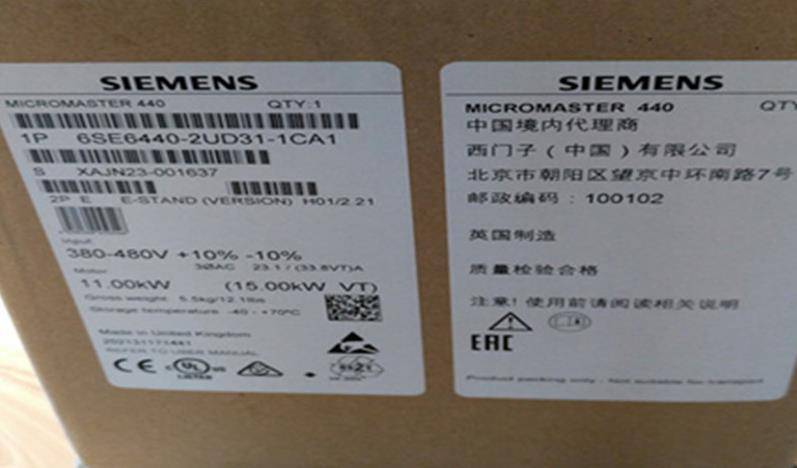 SIEMENS
MICROMASTER 440 QTY:1
1P 6SE6440-2UD31-1CA1
S XAJN23-001637
2P E E-STAND (VERSION) H01/2.21
Input
380-480V +10% -10%
Motor 3ØAC 23.1 / (33.8VT)A
11.00kW (15.00kW VT)
Gross weight: 5.5kg/12.1lbs
Storage temperature -40 - +70ºC
Made in United Kingdom
REFER TO USER MANUAL
CE UL US
LISTED
SIEMENS
MICROMASTER 440 QTY
中国境内代理商
西门子（中国）有限公司
北京市朝阳区望京中环南路7号
邮政编码：100102
英国制造
质量检验合格
注意! 使用前请阅读相关说明
EAC
Product packing only - Not suitable for transport